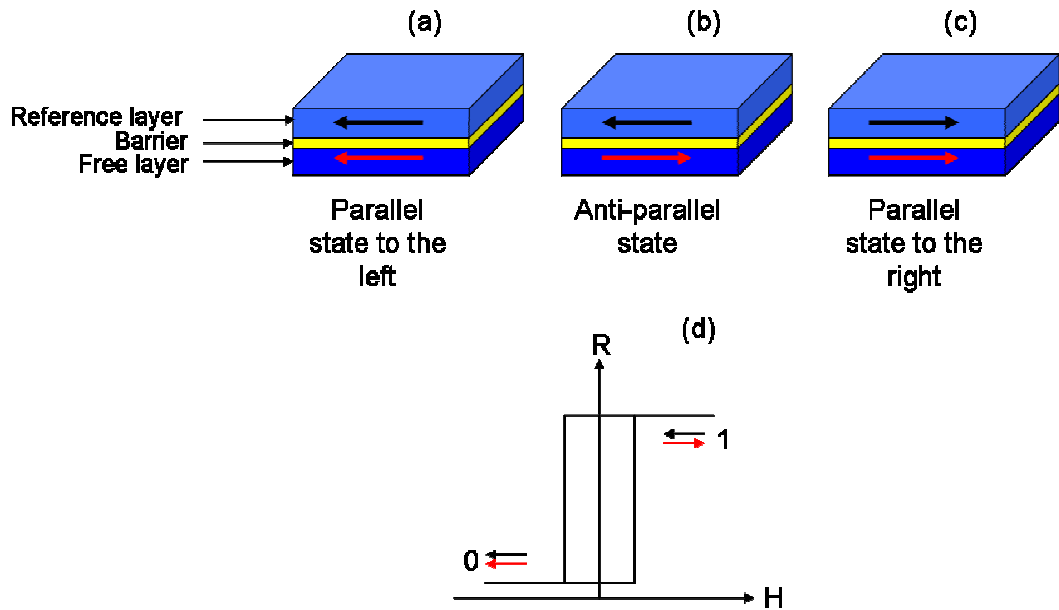 (a)
(b)
(c)
Reference layer
Barrier
Free layer
Parallel
state to the
left
Anti-parallel
state
Parallel
state to the
right
(d)
R
1
0
H